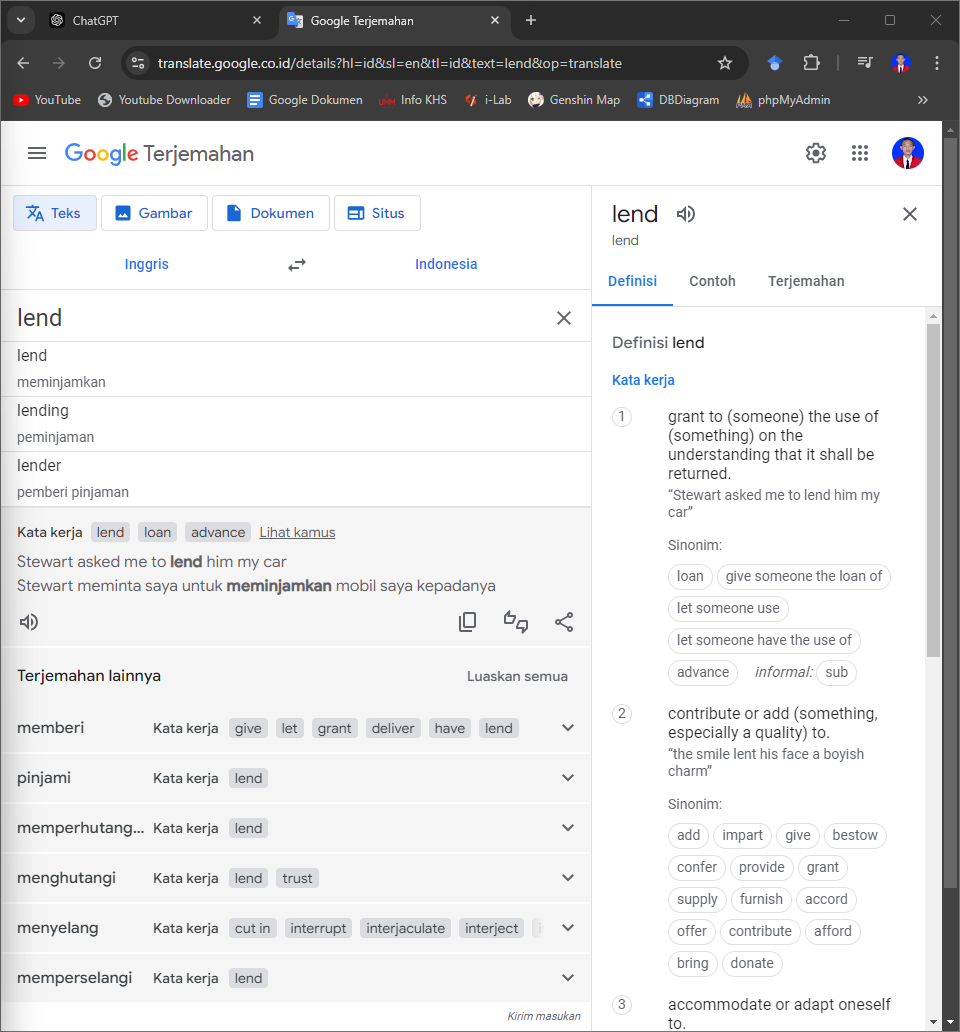 ChatGPT
Google Terjemahan
translate.google.co.id/details?hl=id&sl=en&tl=id&text=lend&op=translate
YouTube Youtube Downloader Google Dokumen Info KHS i-Lab Genshin Map DBDiagram phpMyAdmin
Google Terjemahan
Teks Gambar Dokumen Situs
Inggris Indonesia
lend
lend
meminjamkan
lending
peminjaman
lender
pemberi pinjaman
Kata kerja lend loan advance Lihat kamus
Stewart asked me to lend him my car
Stewart meminta saya untuk meminjamkan mobil saya kepadanya
Terjemahan lainnya Luaskan semua
memberi Kata kerja give let grant deliver have lend
pinjami Kata kerja lend
memperhutang... Kata kerja lend
menghutangi Kata kerja lend trust
menyelang Kata kerja cut in interrupt interjaculate interject
memperselangi Kata kerja lend
Kirim masukan
lend
lend
Definisi Contoh Terjemahan
Definisi lend
Kata kerja
1 grant to (someone) the use of
(something) on the
understanding that it shall be
returned.
“Stewart asked me to lend him my
car”
Sinonim:
loan give someone the loan of
let someone use
let someone have the use of
advance informal: sub
2 contribute or add (something,
especially a quality) to.
“the smile lent his face a boyish
charm”
Sinonim:
add impart give bestow
confer provide grant
supply furnish accord
offer contribute afford
bring donate
3 accommodate or adapt oneself
to.